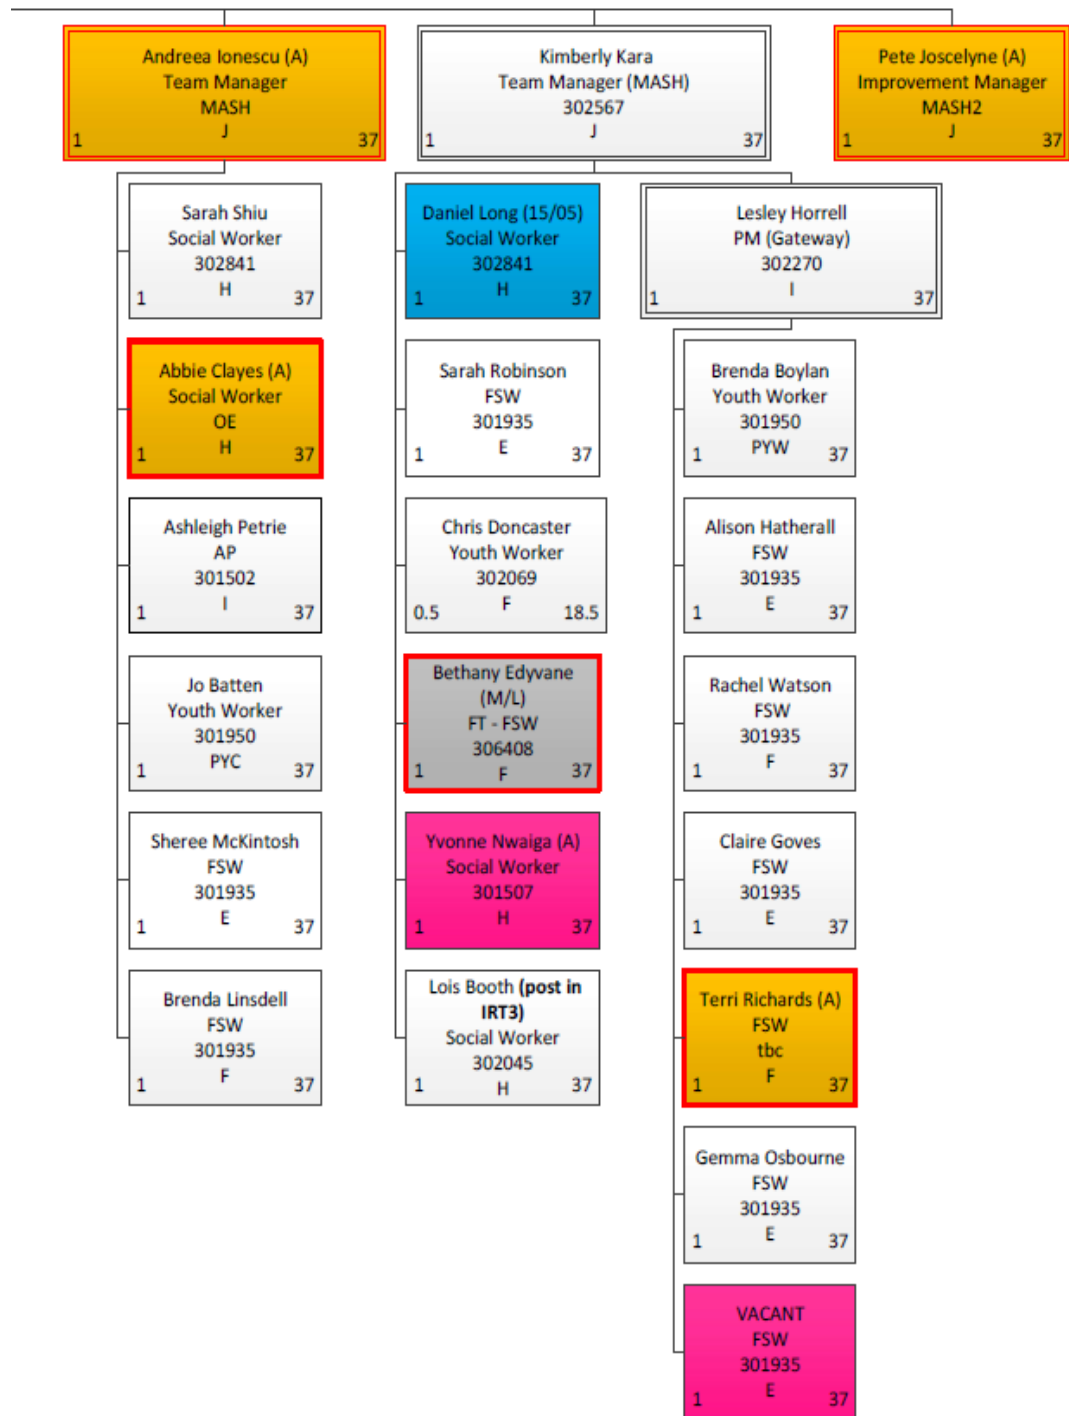 Andreea Ionescu (A)
Team Manager
MASH
J
1 37
Kimberly Kara
Team Manager (MASH)
302567
J
1 37
Pete Joscelyne (A)
Improvement Manager
MASH2
J
1 37
Sarah Shiu
Social Worker
302841
H
1 37
Abbie Clayes (A)
Social Worker
OE
H
1 37
Ashleigh Petrie
AP
301502
I
1 37
Jo Batten
Youth Worker
301950
PYC
1 37
Sheree McKintosh
FSW
301935
E
1 37
Brenda Linsdell
FSW
301935
F
1 37
Daniel Long (15/05)
Social Worker
302841
H
1 37
Sarah Robinson
FSW
301935
E
1 37
Chris Doncaster
Youth Worker
302069
F
0.5 18.5
Bethany Edyvane
(M/L)
FT - FSW
306408
F
1 37
Yvonne Nwaiga (A)
Social Worker
301507
H
1 37
Lois Booth (post in
IRT3)
Social Worker
302045
H
1 37
Lesley Horrell
PM (Gateway)
302270
I
1 37
Brenda Boylan
Youth Worker
301950
PYW
1 37
Alison Hatherall
FSW
301935
E
1 37
Rachel Watson
FSW
301935
F
1 37
Claire Goves
FSW
301935
E
1 37
Terri Richards (A)
FSW
tbc
F
1 37
Gemma Osbourne
FSW
301935
E
1 37
VACANT
FSW
301935
E
1 37